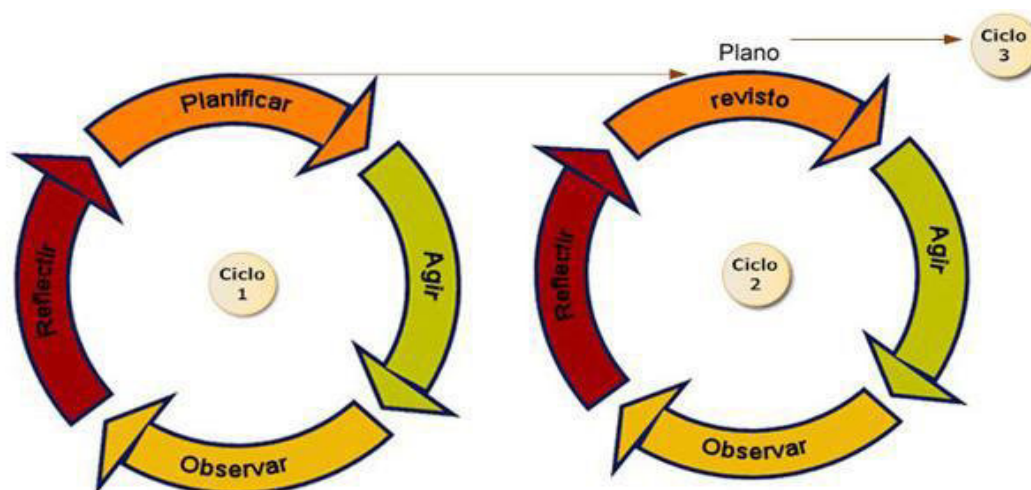 Planificar
Agir
Observar
Reflectir
Ciclo
1
Plano
revisto
Agir
Observar
Reflectir
Ciclo
2
Ciclo
3